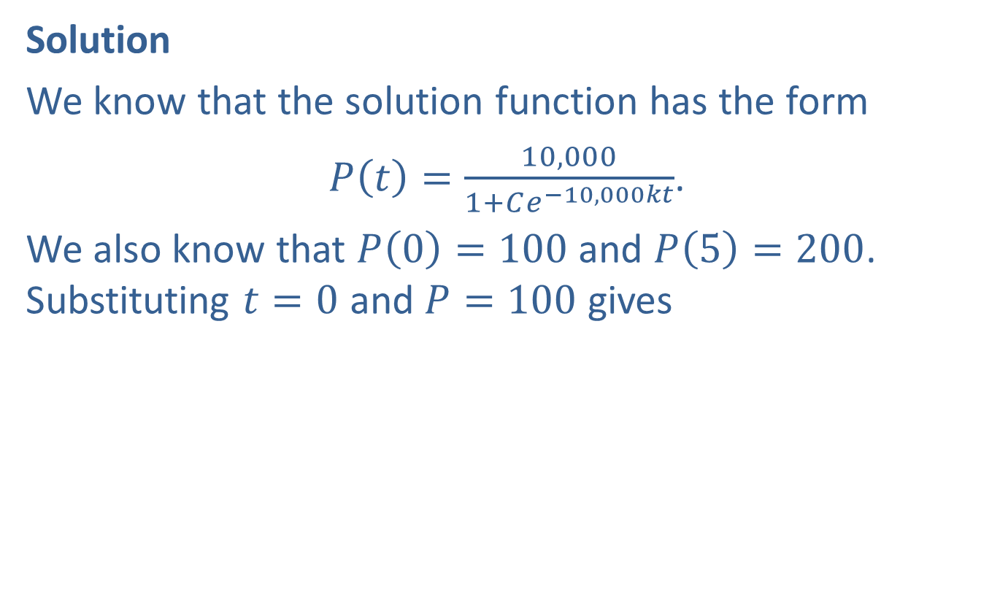 Solution
We know that the solution function has the form
P(t) = \frac{10,000}{1+Ce^{-10,000kt}}.
We also know that P(0) = 100 and P(5) = 200.
Substituting t = 0 and P = 100 gives